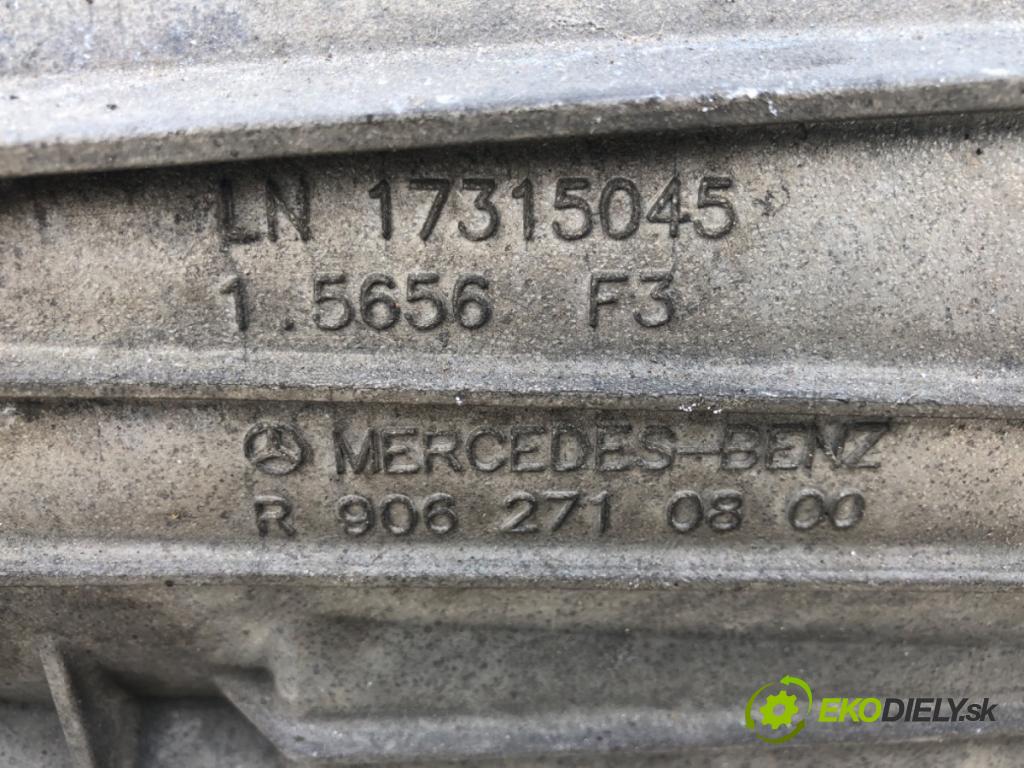 LN 17315045
1.5656 F3
MERCEDES-BENZ
R 906 271 08 00
EKODIELY.sk